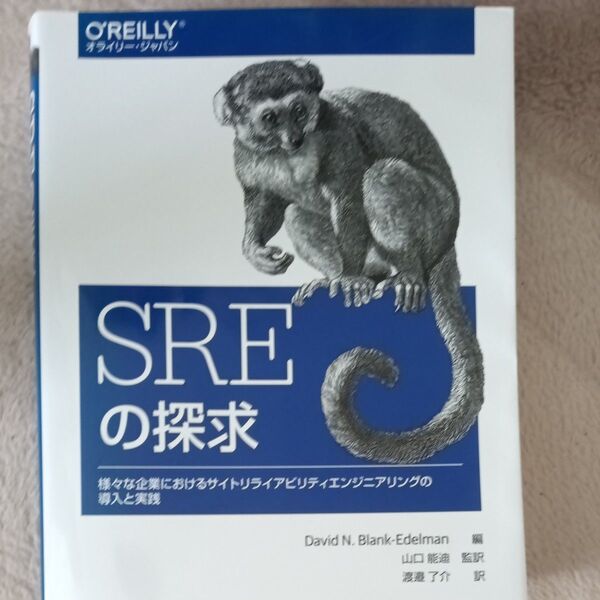 O'REILLY®
オライリー・ジャパン
SRE
の探求
様々な企業におけるサイトリライアビリティエンジニアリングの
導入と実践
David N. Blank-Edelman 編
山口 能迪 監訳
渡邉 了介 訳